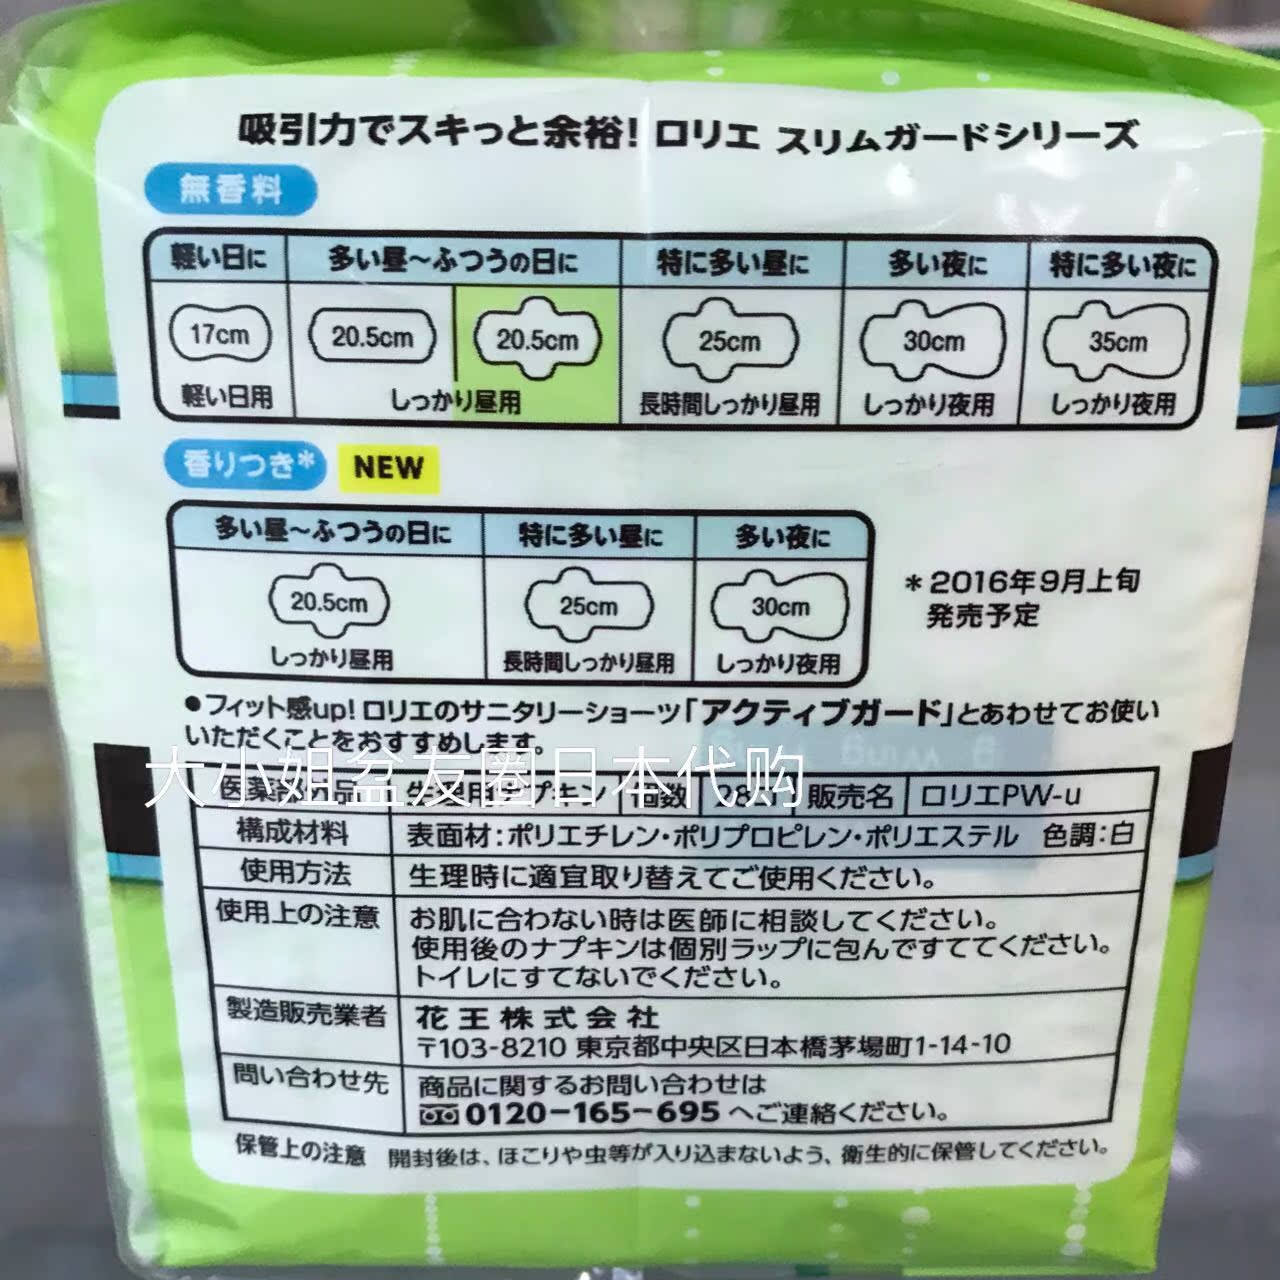 吸引力でスキっと余裕! ロリエ スリムガードシリーズ
無香料
軽い日に 多い昼〜ふつうの日に 特に多い昼に 多い夜に 特に多い夜に
17cm 20.5cm 20.5cm 25cm 30cm 35cm
軽い日用 しっかり昼用 長時間しっかり昼用 しっかり夜用 しっかり夜用
香りつき* NEW
多い昼〜ふつうの日に 特に多い昼に 多い夜に
20.5cm 25cm 30cm
しっかり昼用 長時間しっかり昼用 しっかり夜用
*2016年9月上旬
発売予定
●フィット感up! ロリエのサニタリーショーツ「アクティブガード」とあわせてお使い
いただくことをおすすめします。
大小姐盆友圈日本代购
個数 販売名 ロリエPW-u
構成材料 表面材:ポリエチレン・ポリプロピレン・ポリエステル 色調:白
使用方法 生理時に適宜取り替えてご使用ください。
使用上の注意 お肌に合わない時は医師に相談してください。
使用後のナプキンは個別ラップに包んですててください。
トイレにすてないでください。
製造販売業者 花王株式会社
〒103-8210 東京都中央区日本橋茅場町1-14-10
問い合わせ先 商品に関するお問い合わせは
0120-165-695 へご連絡ください。
保管上の注意 開封後は、ほこりや虫等が入り込まないよう、衛生的に保管してください。